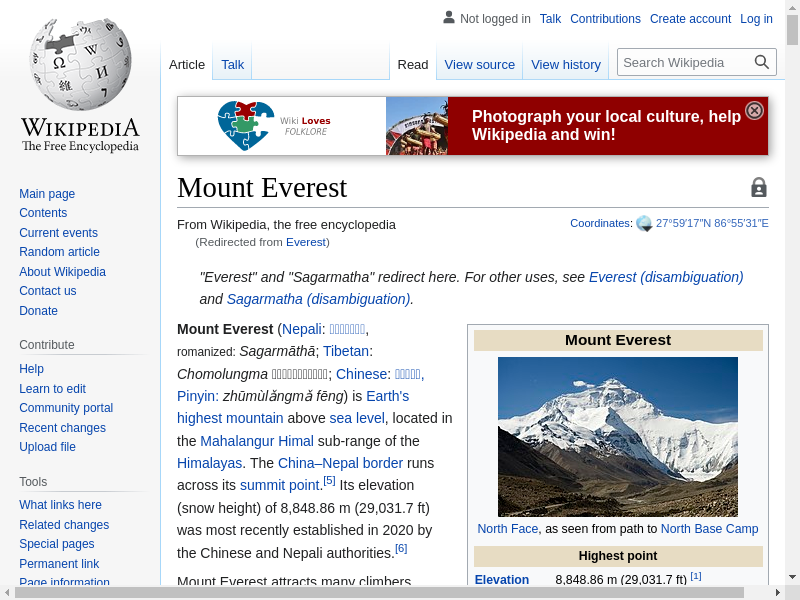 Not logged in Talk Contributions Create account Log in
Article Talk Read View source View history Search Wikipedia
WIKIPEDIA
The Free Encyclopedia
Wiki Loves
FOLKLORE
Photograph your local culture, help
Wikipedia and win!
Main page
Contents
Current events
Random article
About Wikipedia
Contact us
Donate
Contribute
Help
Learn to edit
Community portal
Recent changes
Upload file
Tools
What links here
Related changes
Special pages
Permanent link
Page information
Mount Everest
From Wikipedia, the free encyclopedia
Coordinates: 27°59′17″N 86°55′31″E
(Redirected from Everest)
"Everest" and "Sagarmatha" redirect here. For other uses, see Everest (disambiguation)
and Sagarmatha (disambiguation).
Mount Everest (Nepali: ,
romanized: Sagarmāthā; Tibetan:
Chomolungma ; Chinese: ,
Pinyin: zhūmùlǎngmǎ fēng) is Earth's
highest mountain above sea level, located in
the Mahalangur Himal sub-range of the
Himalayas. The China–Nepal border runs
across its summit point.[5] Its elevation
(snow height) of 8,848.86 m (29,031.7 ft)
was most recently established in 2020 by
the Chinese and Nepali authorities.[6]
Mount Everest attracts many climbers
Mount Everest
North Face, as seen from path to North Base Camp
Highest point
Elevation 8,848.86 m (29,031.7 ft) [1]